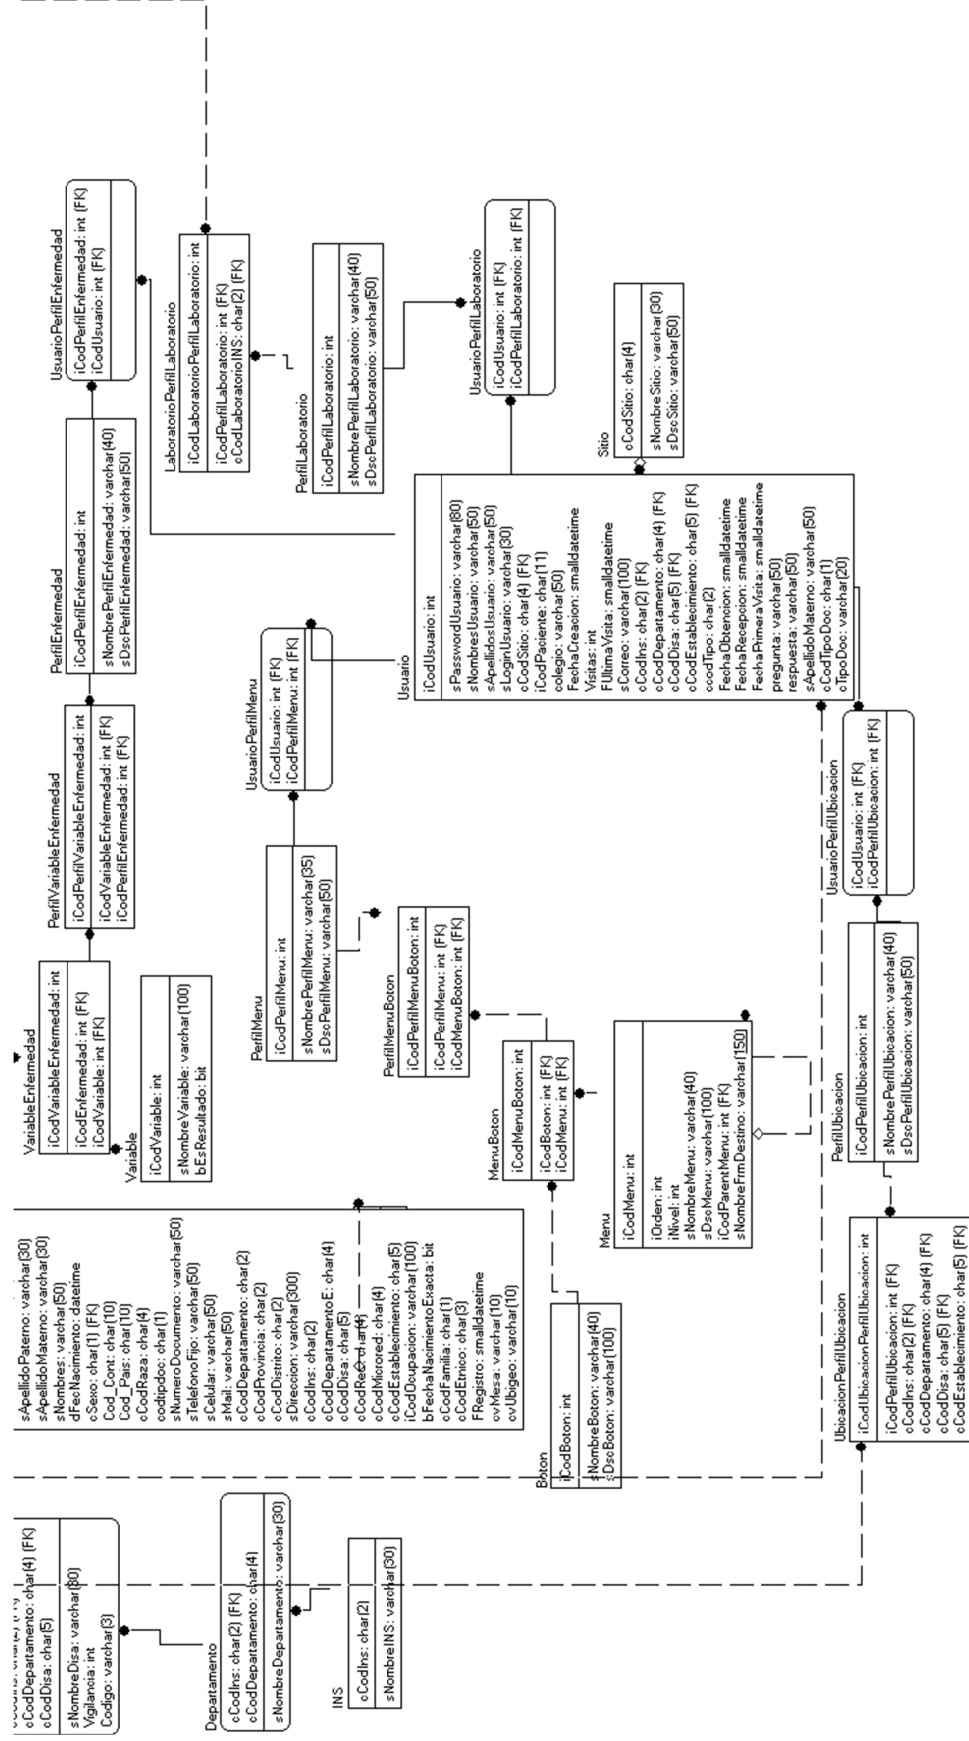 cCodDepartamento: char(4) (FK)
cCodDisa: char(5)
sNombreDisa: varchar(30)
Vigilancia: int
Codigo: varchar(3)
Departamento
cCodIns: char(2) (FK)
cCodDepartamento: char(4)
sNombreDepartamento: varchar(30)
INS
cCodIns: char(2)
sNombreINS: varchar(30)
sApellidoPaterno: varchar(30)
sApellidoMaterno: varchar(30)
sNombres: varchar(50)
dFecNacimiento: datetime
cSexo: char(1) (FK)
Cod_Cont: char(10)
Cod_Pais: char(10)
cCodRaza: char(4)
codtipdoc: char(1)
sNumeroDocumento: varchar(50)
sTelefonoFijo: varchar(50)
sCelular: varchar(50)
sMail: varchar(50)
cCodDepartamento: char(2)
cCodProvincia: char(2)
cCodDistrito: char(2)
sDireccion: varchar(300)
cCodIns: char(2)
cCodDepartamentoE: char(4)
cCodDisa: char(5)
cCodRed: char(4)
cCodMicrored: char(4)
cCodEstablecimiento: char(5)
iCodOcupacion: varchar(100)
bFechaNacimientoExacta: bit
cCodFamilia: char(1)
cCodEtnico: char(3)
FRegistro: smalldatetime
cvMesa: varchar(10)
cvUbigeo: varchar(10)
Boton
iCodBoton: int
sNombreBoton: varchar(40)
sDscBoton: varchar(100)
UbicacionPerfilUbicacion
iCodUbicacionPerfilUbicacion: int
iCodPerfilUbicacion: int (FK)
cCodIns: char(2) (FK)
cCodDepartamento: char(4) (FK)
cCodDisa: char(5) (FK)
cCodEstablecimiento: char(5) (FK)
VariableEnfermedad
iCodVariableEnfermedad: int
iCodEnfermedad: int (FK)
iCodVariable: int (FK)
Variable
iCodVariable: int
sNombreVariable: varchar(100)
bEsResultado: bit
MenuBoton
iCodMenuBoton: int
iCodBoton: int (FK)
iCodMenu: int (FK)
Menu
iCodMenu: int
iOrden: int
iNivel: int
sNombreMenu: varchar(40)
sDscMenu: varchar(100)
iCodParentMenu: int (FK)
sNombreFrmDestino: varchar(150)
PerfilUbicacion
iCodPerfilUbicacion: int
sNombrePerfilUbicacion: varchar(40)
sDscPerfilUbicacion: varchar(50)
PerfilMenu
iCodPerfilMenu: int
sNombrePerfilMenu: varchar(35)
sDscPerfilMenu: varchar(50)
PerfilMenuBoton
iCodPerfilMenuBoton: int
iCodPerfilMenu: int (FK)
iCodMenuBoton: int (FK)
PerfilVariableEnfermedad
iCodPerfilVariableEnfermedad: int
iCodVariableEnfermedad: int (FK)
iCodPerfilEnfermedad: int (FK)
UsuarioPerfilMenu
iCodUsuario: int (FK)
iCodPerfilMenu: int (FK)
UsuarioPerfilUbicacion
iCodUsuario: int (FK)
iCodPerfilUbicacion: int (FK)
PerfilEnfermedad
iCodPerfilEnfermedad: int
sNombrePerfilEnfermedad: varchar(40)
sDscPerfilEnfermedad: varchar(50)
Usuario
iCodUsuario: int
sPasswordUsuario: varchar(80)
sNombresUsuario: varchar(50)
sApellidosUsuario: varchar(50)
sLoginUsuario: varchar(30)
cCodSitio: char(4) (FK)
iCodPaciente: char(11)
colegio: varchar(50)
FechaCreacion: smalldatetime
Visitas: int
FUltimaVisita: smalldatetime
sCorreo: varchar(100)
cCodIns: char(2) (FK)
cCodDepartamento: char(4) (FK)
cCodDisa: char(5) (FK)
cCodEstablecimiento: char(5) (FK)
ccodTipo: char(2)
FechaObtencion: smalldatetime
FechaRecepcion: smalldatetime
FechaPrimeraVisita: smalldatetime
pregunta: varchar(50)
respuesta: varchar(50)
sApellidoMaterno: varchar(50)
cCodTipoDoc: char(1)
cTipoDoc: varchar(20)
UsuarioPerfilEnfermedad
iCodPerfilEnfermedad: int (FK)
iCodUsuario: int (FK)
LaboratorioPerfilLaboratorio
iCodLaboratorioPerfilLaboratorio: int
iCodPerfilLaboratorio: int (FK)
cCodLaboratorioINS: char(2) (FK)
PerfilLaboratorio
iCodPerfilLaboratorio: int
sNombrePerfilLaboratorio: varchar(40)
sDscPerfilLaboratorio: varchar(50)
UsuarioPerfilLaboratorio
iCodUsuario: int (FK)
iCodPerfilLaboratorio: int (FK)
Sitio
cCodSitio: char(4)
sNombreSitio: varchar(30)
sDscSitio: varchar(50)